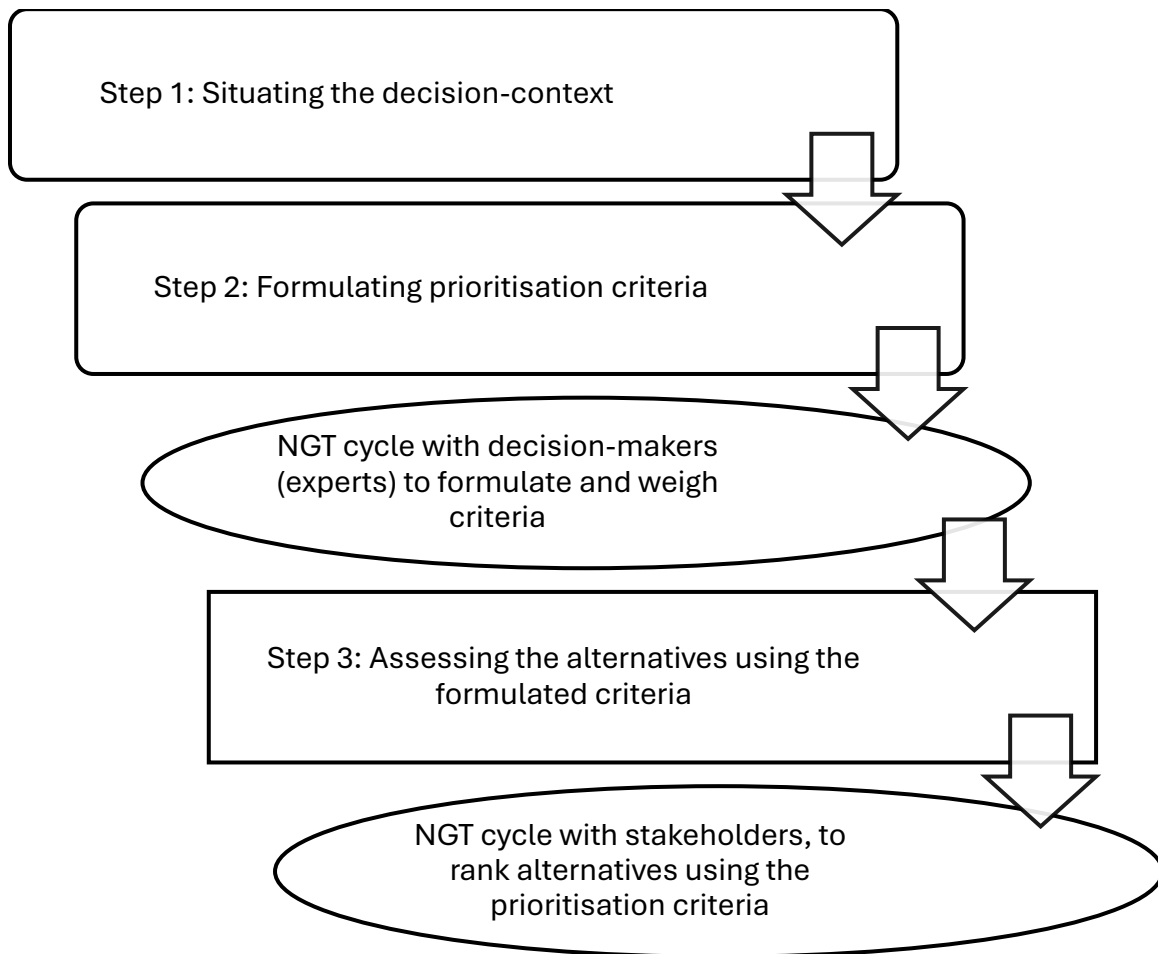 Step 1: Situating the decision-context
Step 2: Formulating prioritisation criteria
NGT cycle with decision-makers
(experts) to formulate and weigh
criteria
Step 3: Assessing the alternatives using the
formulated criteria
NGT cycle with stakeholders, to
rank alternatives using the
prioritisation criteria